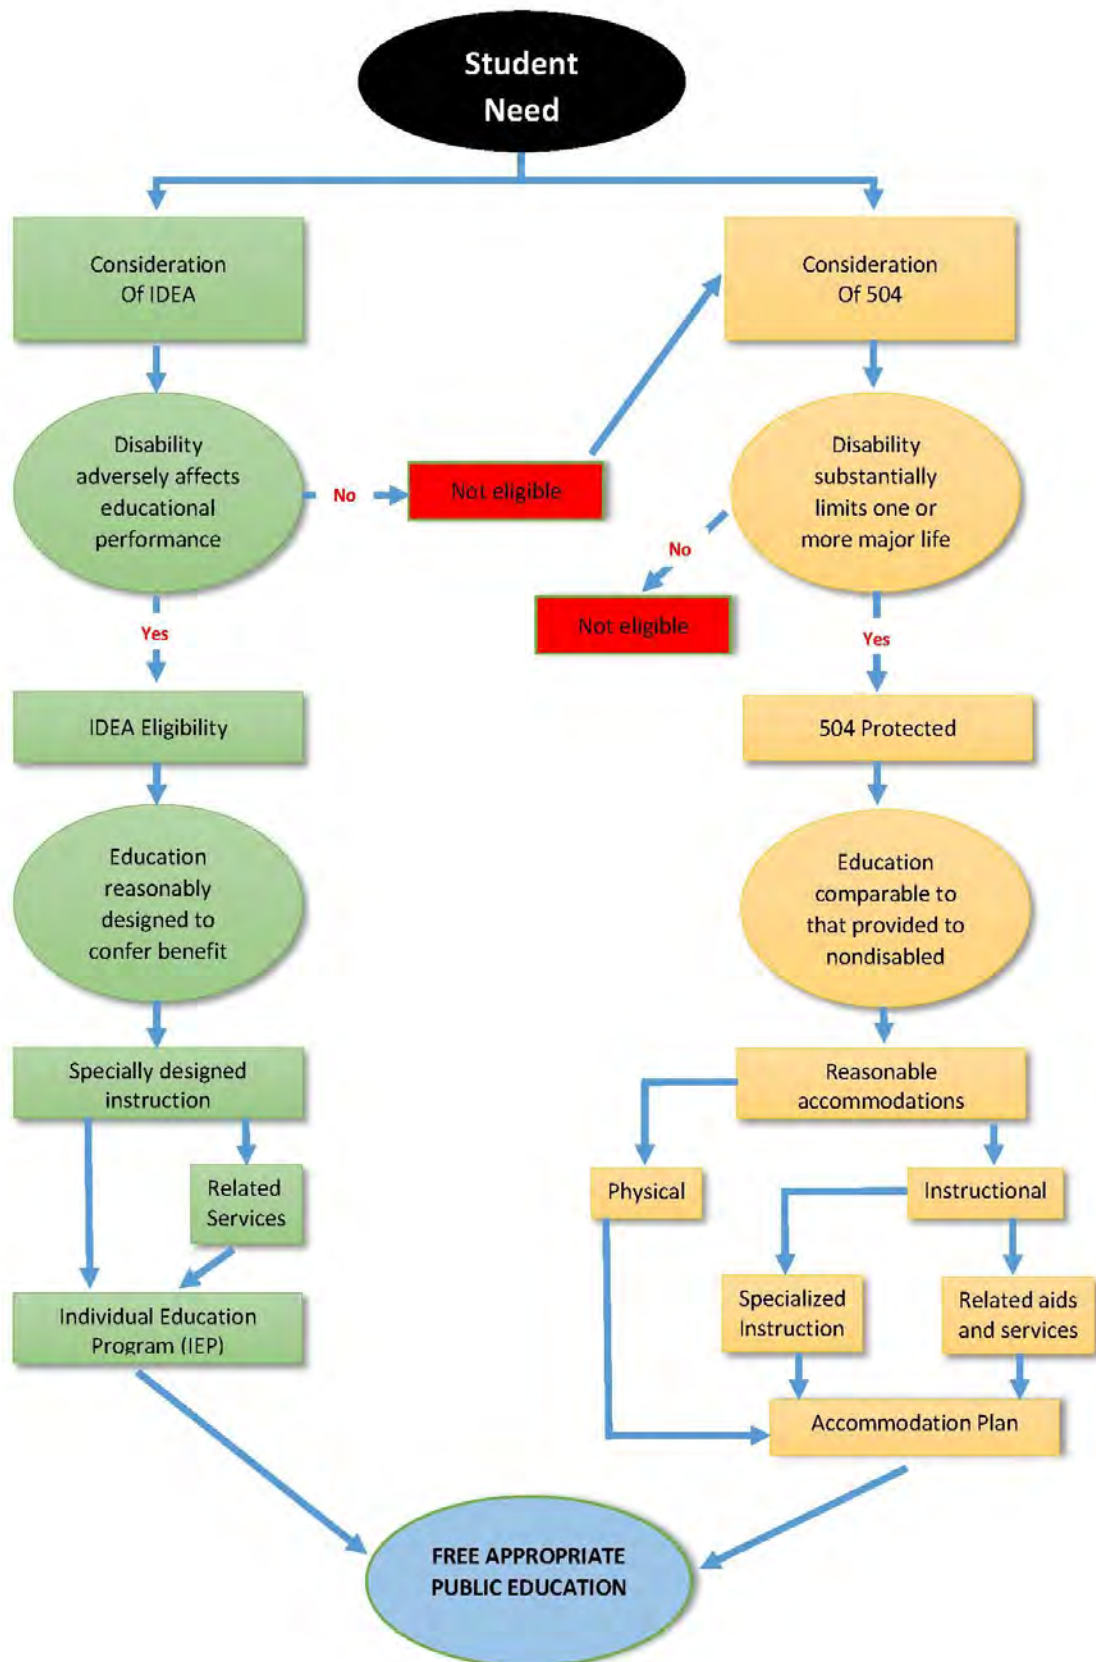 Student
Need
Consideration
Of IDEA
Consideration
Of 504
Disability
adversely affects
educational
performance
No
Not eligible
Disability
substantially
limits one or
more major life
No
Not eligible
Yes
Yes
IDEA Eligibility
504 Protected
Education
reasonably
designed to
confer benefit
Education
comparable to
that provided to
nondisabled
Specially designed
instruction
Reasonable
accommodations
Related
Services
Physical
Instructional
Individual Education
Program (IEP)
Specialized
Instruction
Related aids
and services
Accommodation Plan
FREE APPROPRIATE
PUBLIC EDUCATION